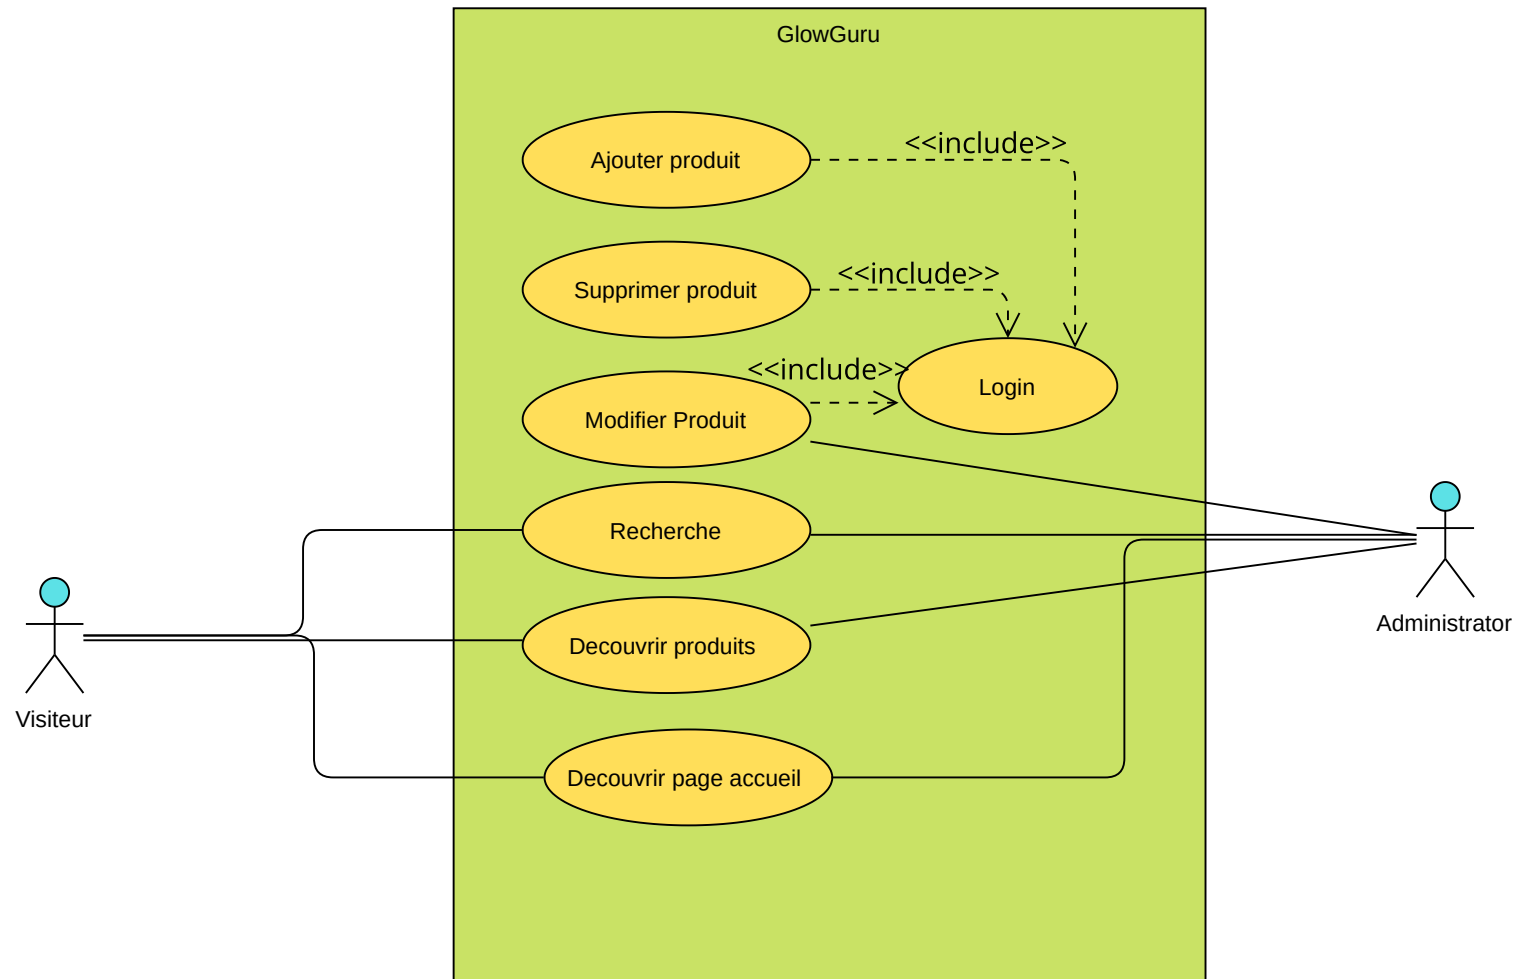 GlowGuru
Ajouter produit
<<include>>
Supprimer produit
<<include>>
Modifier Produit
<<include>>
Login
Recherche
Decouvrir produits
Decouvrir page accueil
Visiteur
Administrator